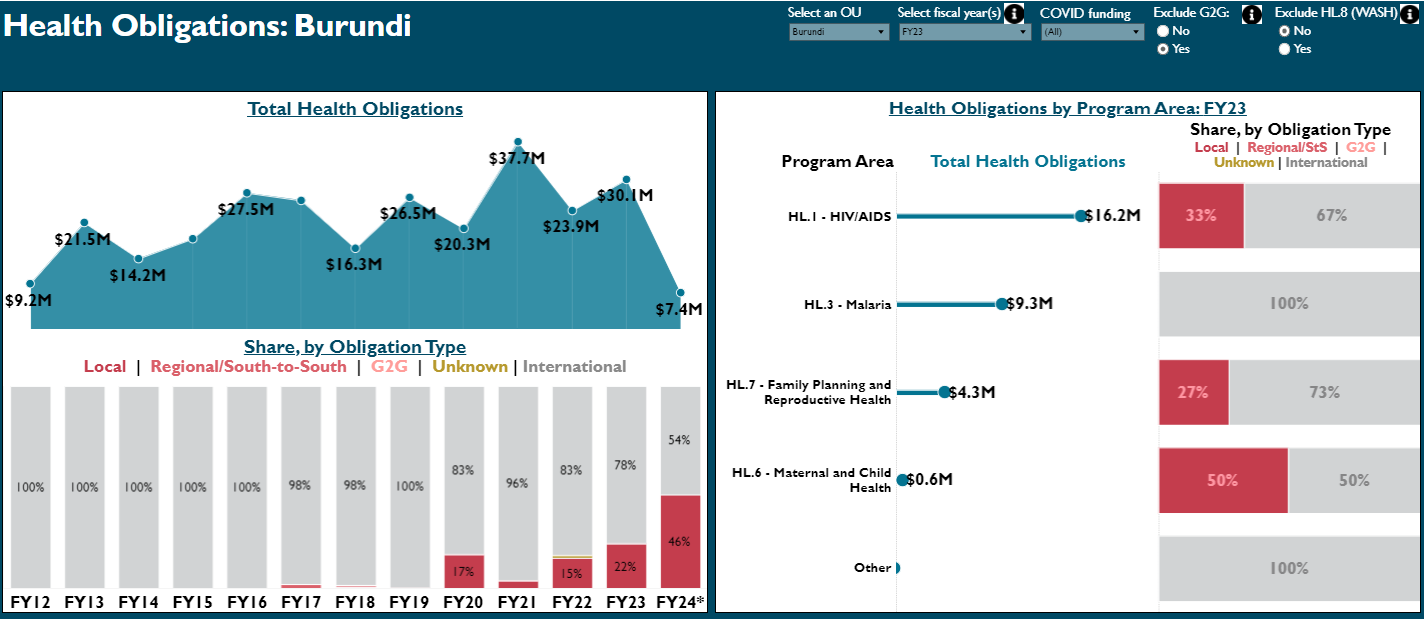 Health Obligations: Burundi
Select an OU
Burundi
Select fiscal year(s)
FY23
COVID funding
(All)
Exclude G2G:
No
Yes
Exclude HL.8 (WASH)
No
Yes
Total Health Obligations
$9.2M
$21.5M
$14.2M
$27.5M
$16.3M
$26.5M
$20.3M
$37.7M
$23.9M
$30.1M
$7.4M
Share, by Obligation Type
Local | Regional/South-to-South | G2G | Unknown | International
100% 100% 100% 100% 100% 98% 98% 100% 83% 96% 83% 78% 54%
17% 15% 22% 46%
FY12 FY13 FY14 FY15 FY16 FY17 FY18 FY19 FY20 FY21 FY22 FY23 FY24*
Health Obligations by Program Area: FY23
Program Area
Total Health Obligations
Share, by Obligation Type
Local | Regional/StS | G2G |
Unknown | International
HL.1 - HIV/AIDS $16.2M 33% 67%
HL.3 - Malaria $9.3M 100%
HL.7 - Family Planning and
Reproductive Health
$4.3M 27% 73%
HL.6 - Maternal and Child
Health
$0.6M 50% 50%
Other 100%